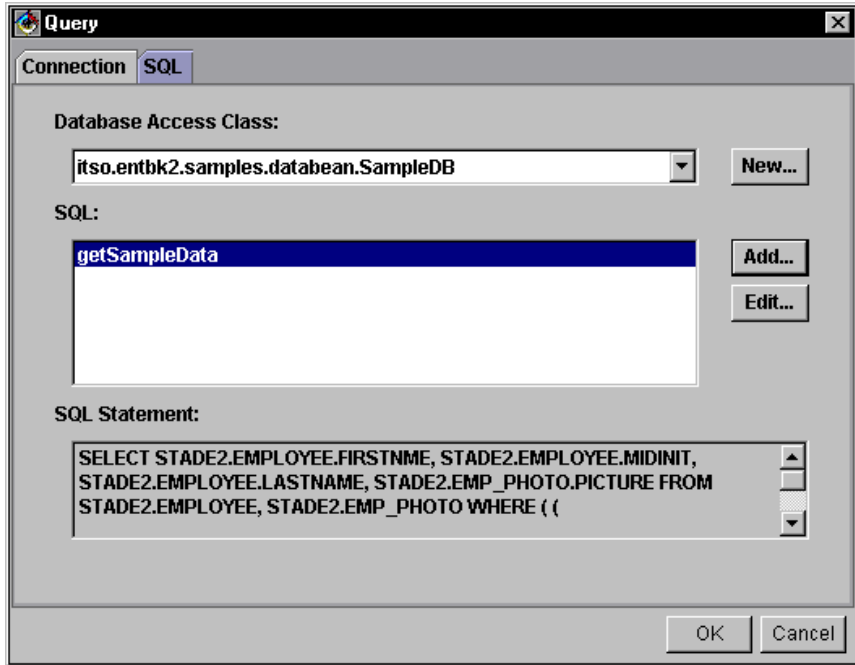 Query
Connection SQL
Database Access Class:
itso.entbk2.samples.databean.SampleDB
New...
SQL:
getSampleData
Add...
Edit...
SQL Statement:
SELECT STADE2.EMPLOYEE.FIRSTNME, STADE2.EMPLOYEE.MIDINIT,
STADE2.EMPLOYEE.LASTNAME, STADE2.EMP_PHOTO.PICTURE FROM
STADE2.EMPLOYEE, STADE2.EMP_PHOTO WHERE ( (
OK Cancel